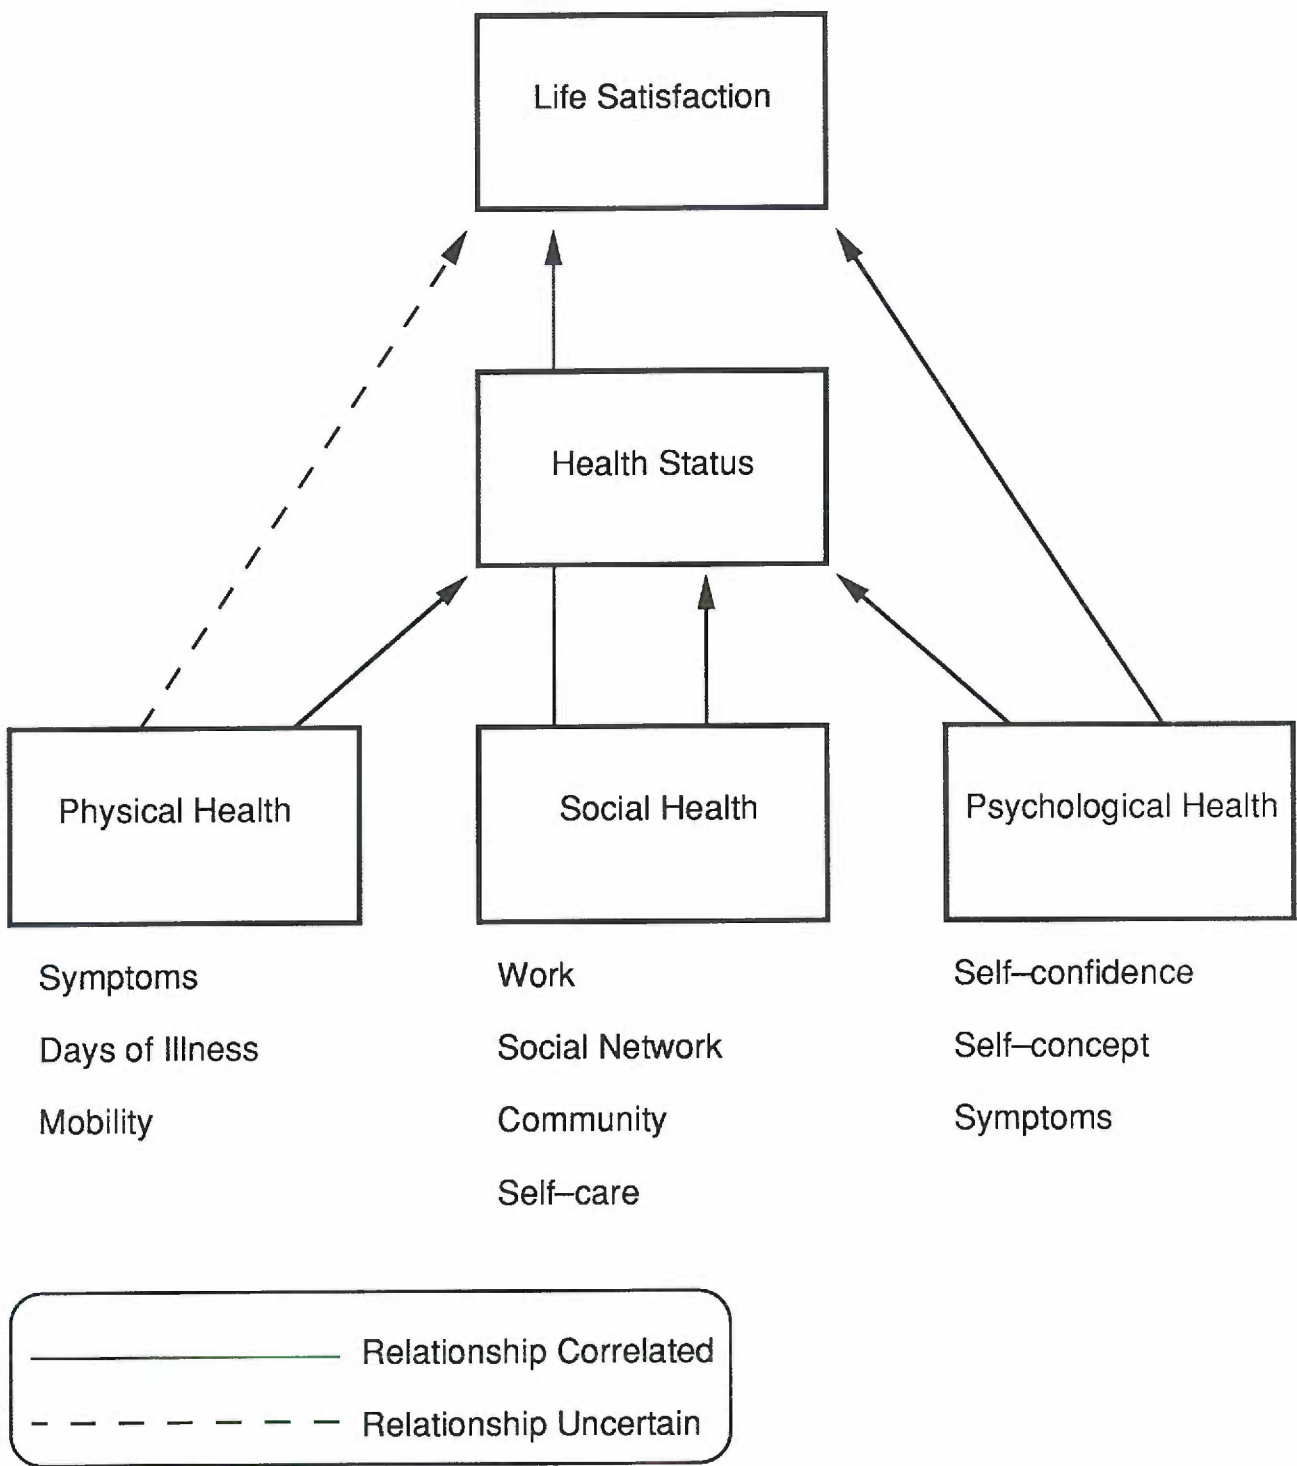 Life Satisfaction
Health Status
Physical Health
Social Health
Psychological Health
Symptoms
Days of Illness
Mobility
Work
Social Network
Community
Self–care
Self–confidence
Self–concept
Symptoms
Relationship Correlated
Relationship Uncertain